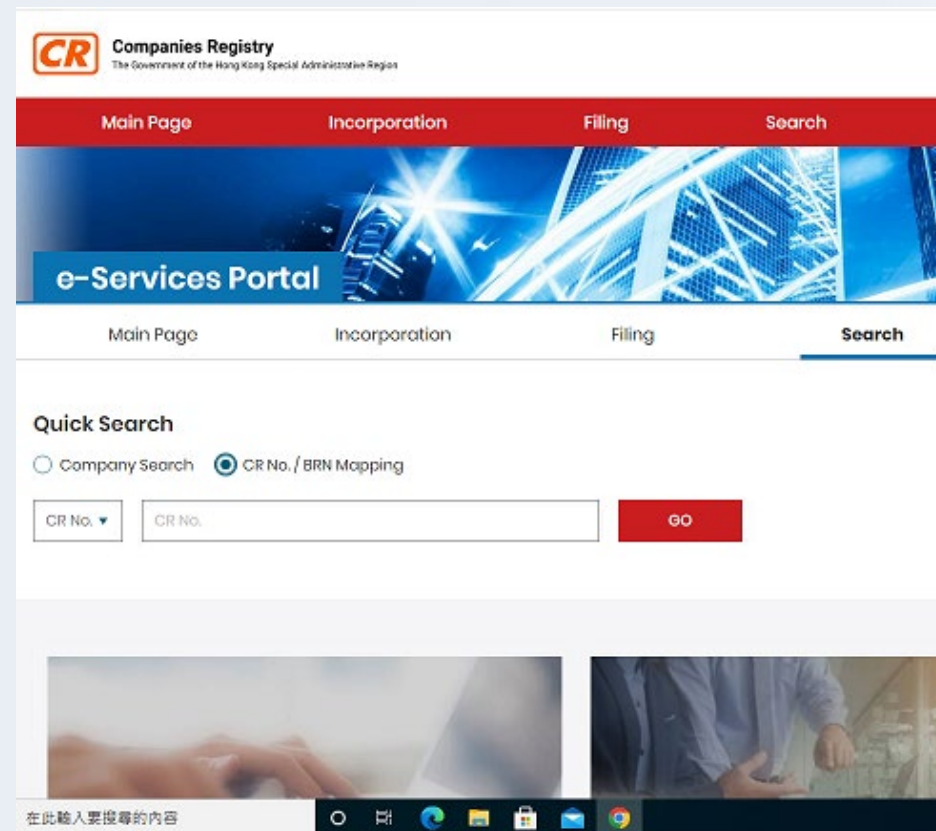 CR Companies Registry
The Government of the Hong Kong Special Administrative Region
Main Page Incorporation Filing Search
e-Services Portal
Main Page Incorporation Filing Search
Quick Search
Company Search CR No. / BRN Mapping
CR No. CR No. GO
在此輸入要搜尋的內容